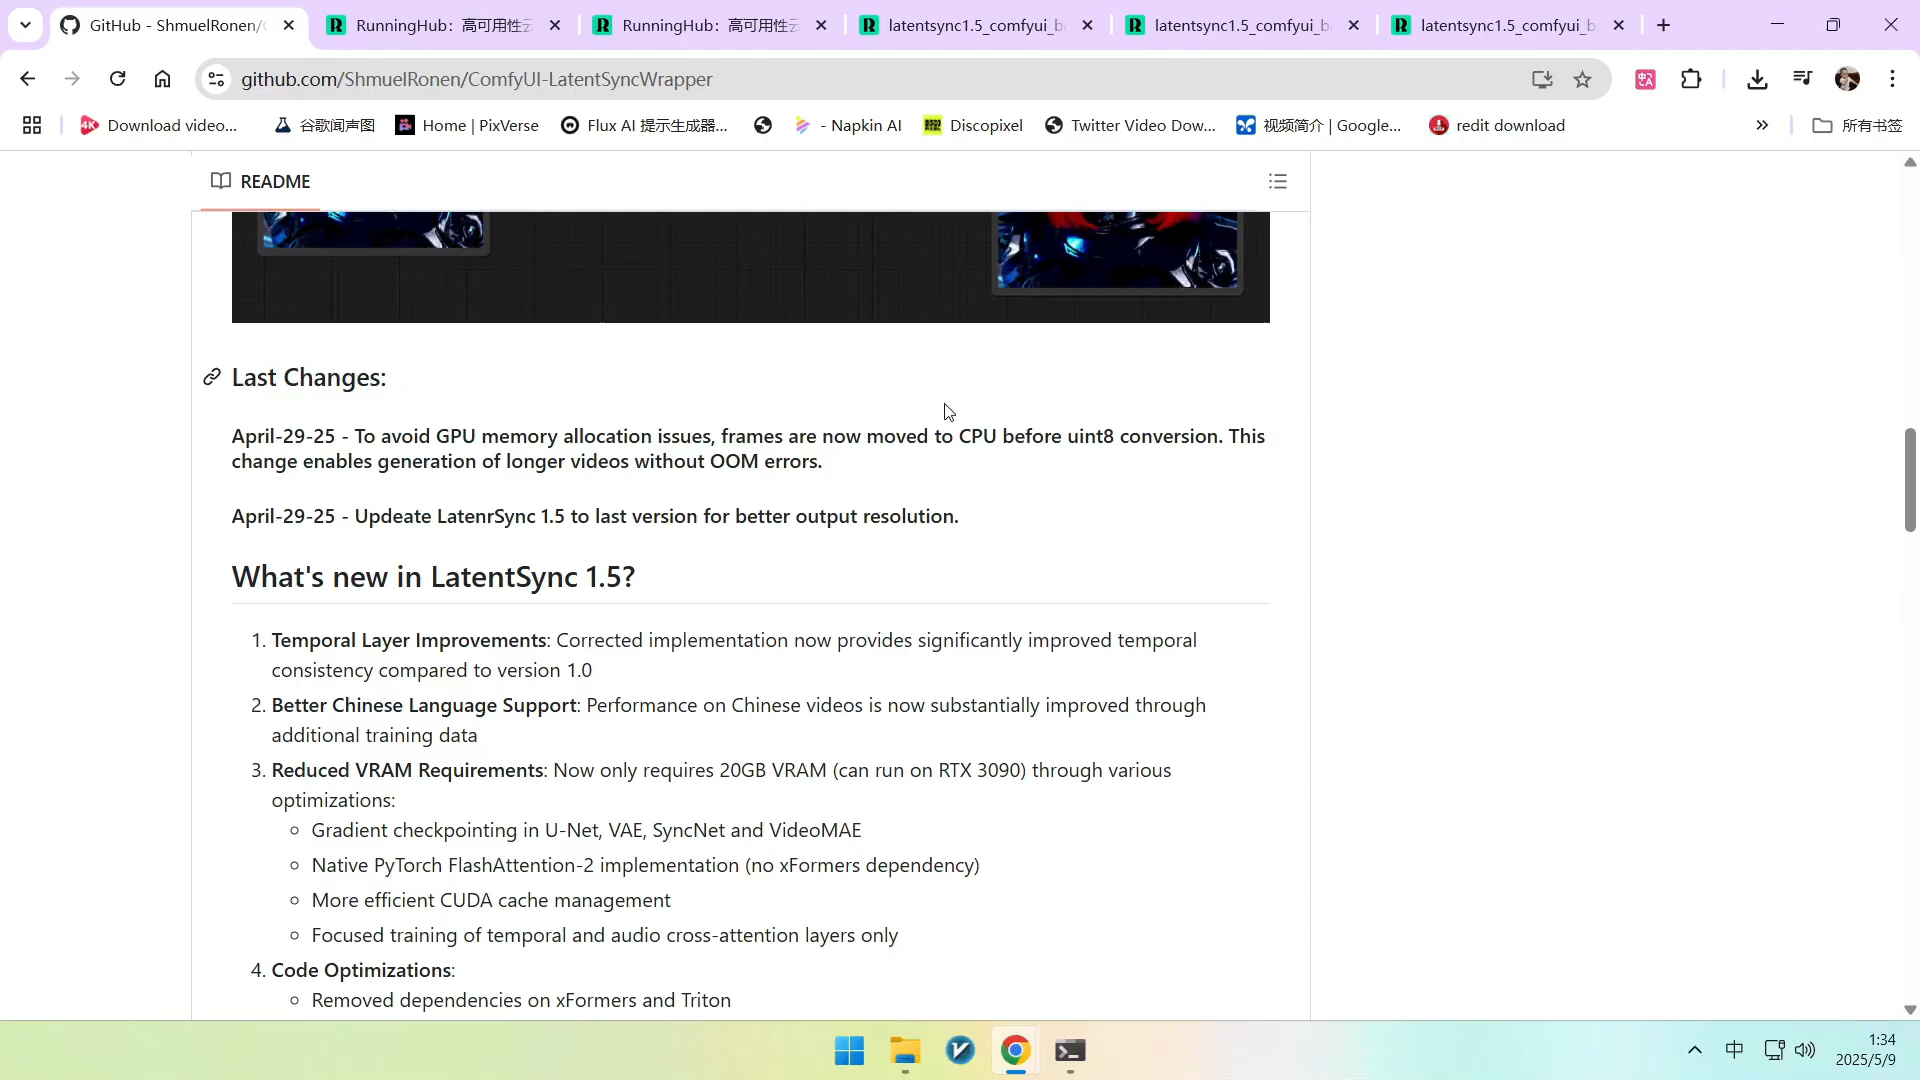 GitHub - ShmuelRonen/C
RunningHub：高可用性云
RunningHub：高可用性云
latentsync1.5_comfyui_b
latentsync1.5_comfyui_b
latentsync1.5_comfyui_b
github.com/ShmuelRonen/ComfyUI-LatentSyncWrapper
4K Download video...
谷歌闻声图
Home | PixVerse
Flux AI 提示生成器...
- Napkin AI
Discopixel
Twitter Video Dow...
视频简介 | Google...
redit download
所有书签
README
Last Changes:
April-29-25 - To avoid GPU memory allocation issues, frames are now moved to CPU before uint8 conversion. This
change enables generation of longer videos without OOM errors.
April-29-25 - Updeate LatenrSync 1.5 to last version for better output resolution.
What's new in LatentSync 1.5?
1. Temporal Layer Improvements: Corrected implementation now provides significantly improved temporal
consistency compared to version 1.0
2. Better Chinese Language Support: Performance on Chinese videos is now substantially improved through
additional training data
3. Reduced VRAM Requirements: Now only requires 20GB VRAM (can run on RTX 3090) through various
optimizations:
Gradient checkpointing in U-Net, VAE, SyncNet and VideoMAE
Native PyTorch FlashAttention-2 implementation (no xFormers dependency)
More efficient CUDA cache management
Focused training of temporal and audio cross-attention layers only
4. Code Optimizations:
Removed dependencies on xFormers and Triton
中
1:34
2025/5/9